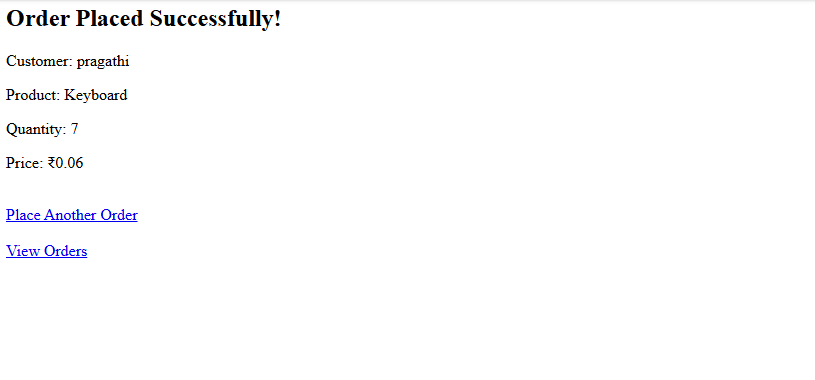 Order Placed Successfully!
Customer: pragathi
Product: Keyboard
Quantity: 7
Price: ₹0.06
Place Another Order
View Orders